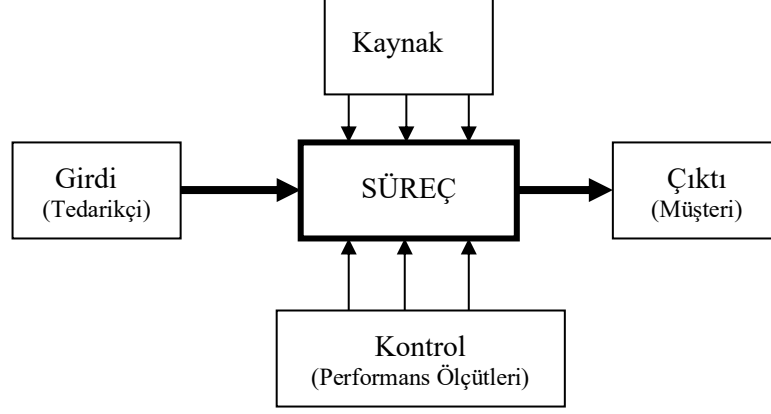 Kaynak
Girdi
(Tedarikçi)
SÜREÇ
Çıktı
(Müşteri)
Kontrol
(Performans Ölçütleri)